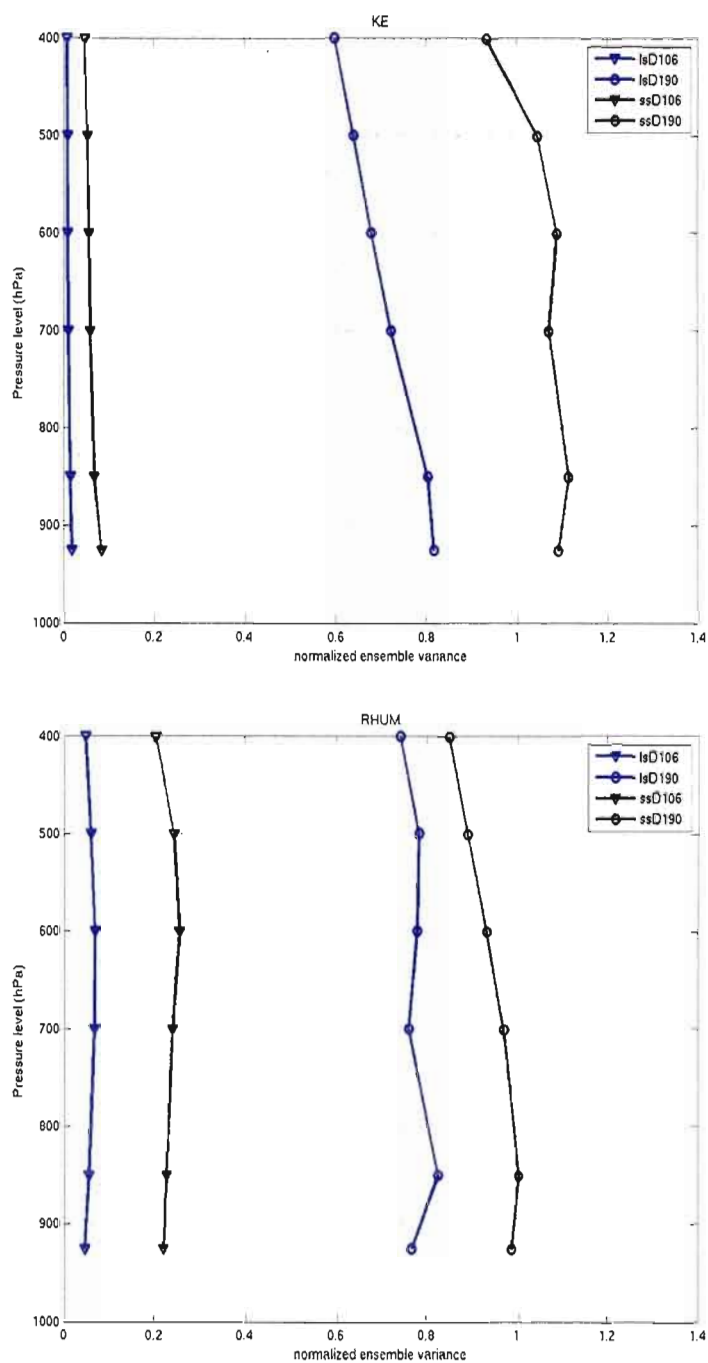 KE
400
500
600
700
800
900
1000
Pressure level (hPa)
0 0.2 0.4 0.6 0.8 1 1.2 1.4
normalized ensemble variance
lsD106
lsD190
ssD106
ssD190
RHUM
400
500
600
700
800
900
1000
Pressure level (hPa)
0 0.2 0.4 0.6 0.8 1 1.2 1.4
normalized ensemble variance
lsD106
lsD190
ssD106
ssD190